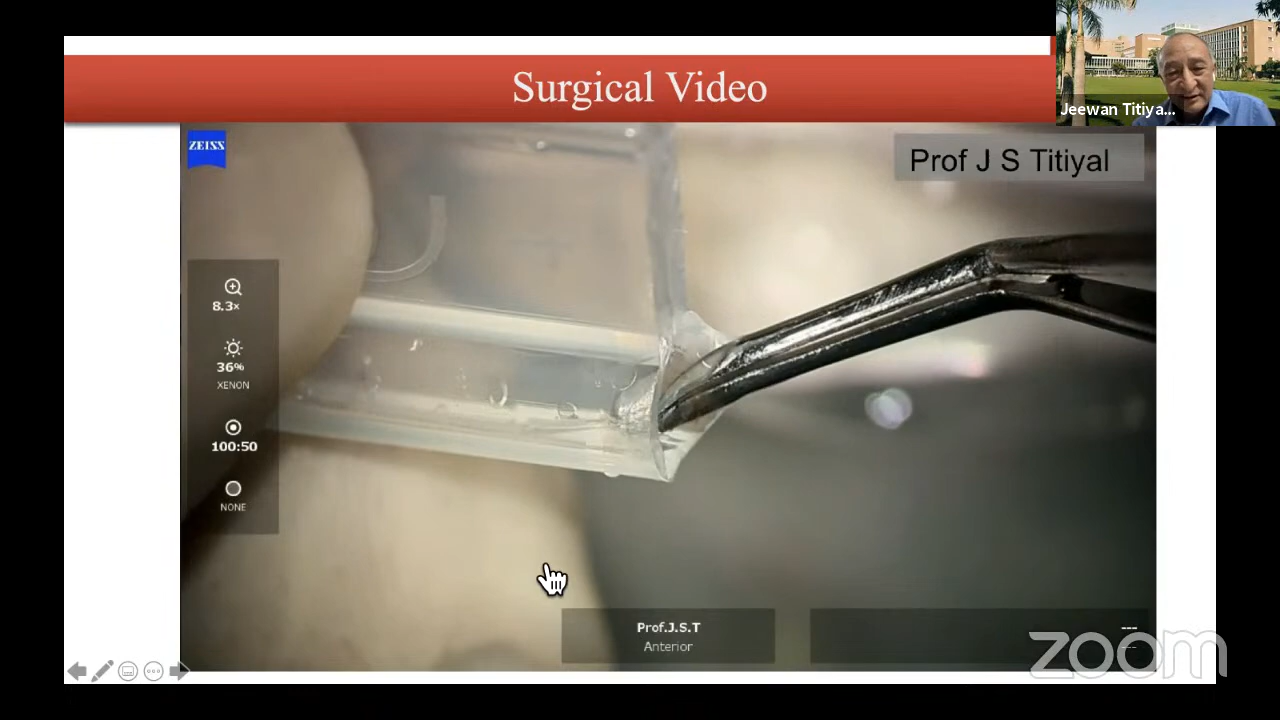 Surgical Video
Jeewan Titiya...
ZEISS
Prof J S Titiyal
8.3x
36%
XENON
100:50
NONE
Prof.J.S.T
Anterior
---
---
zoom